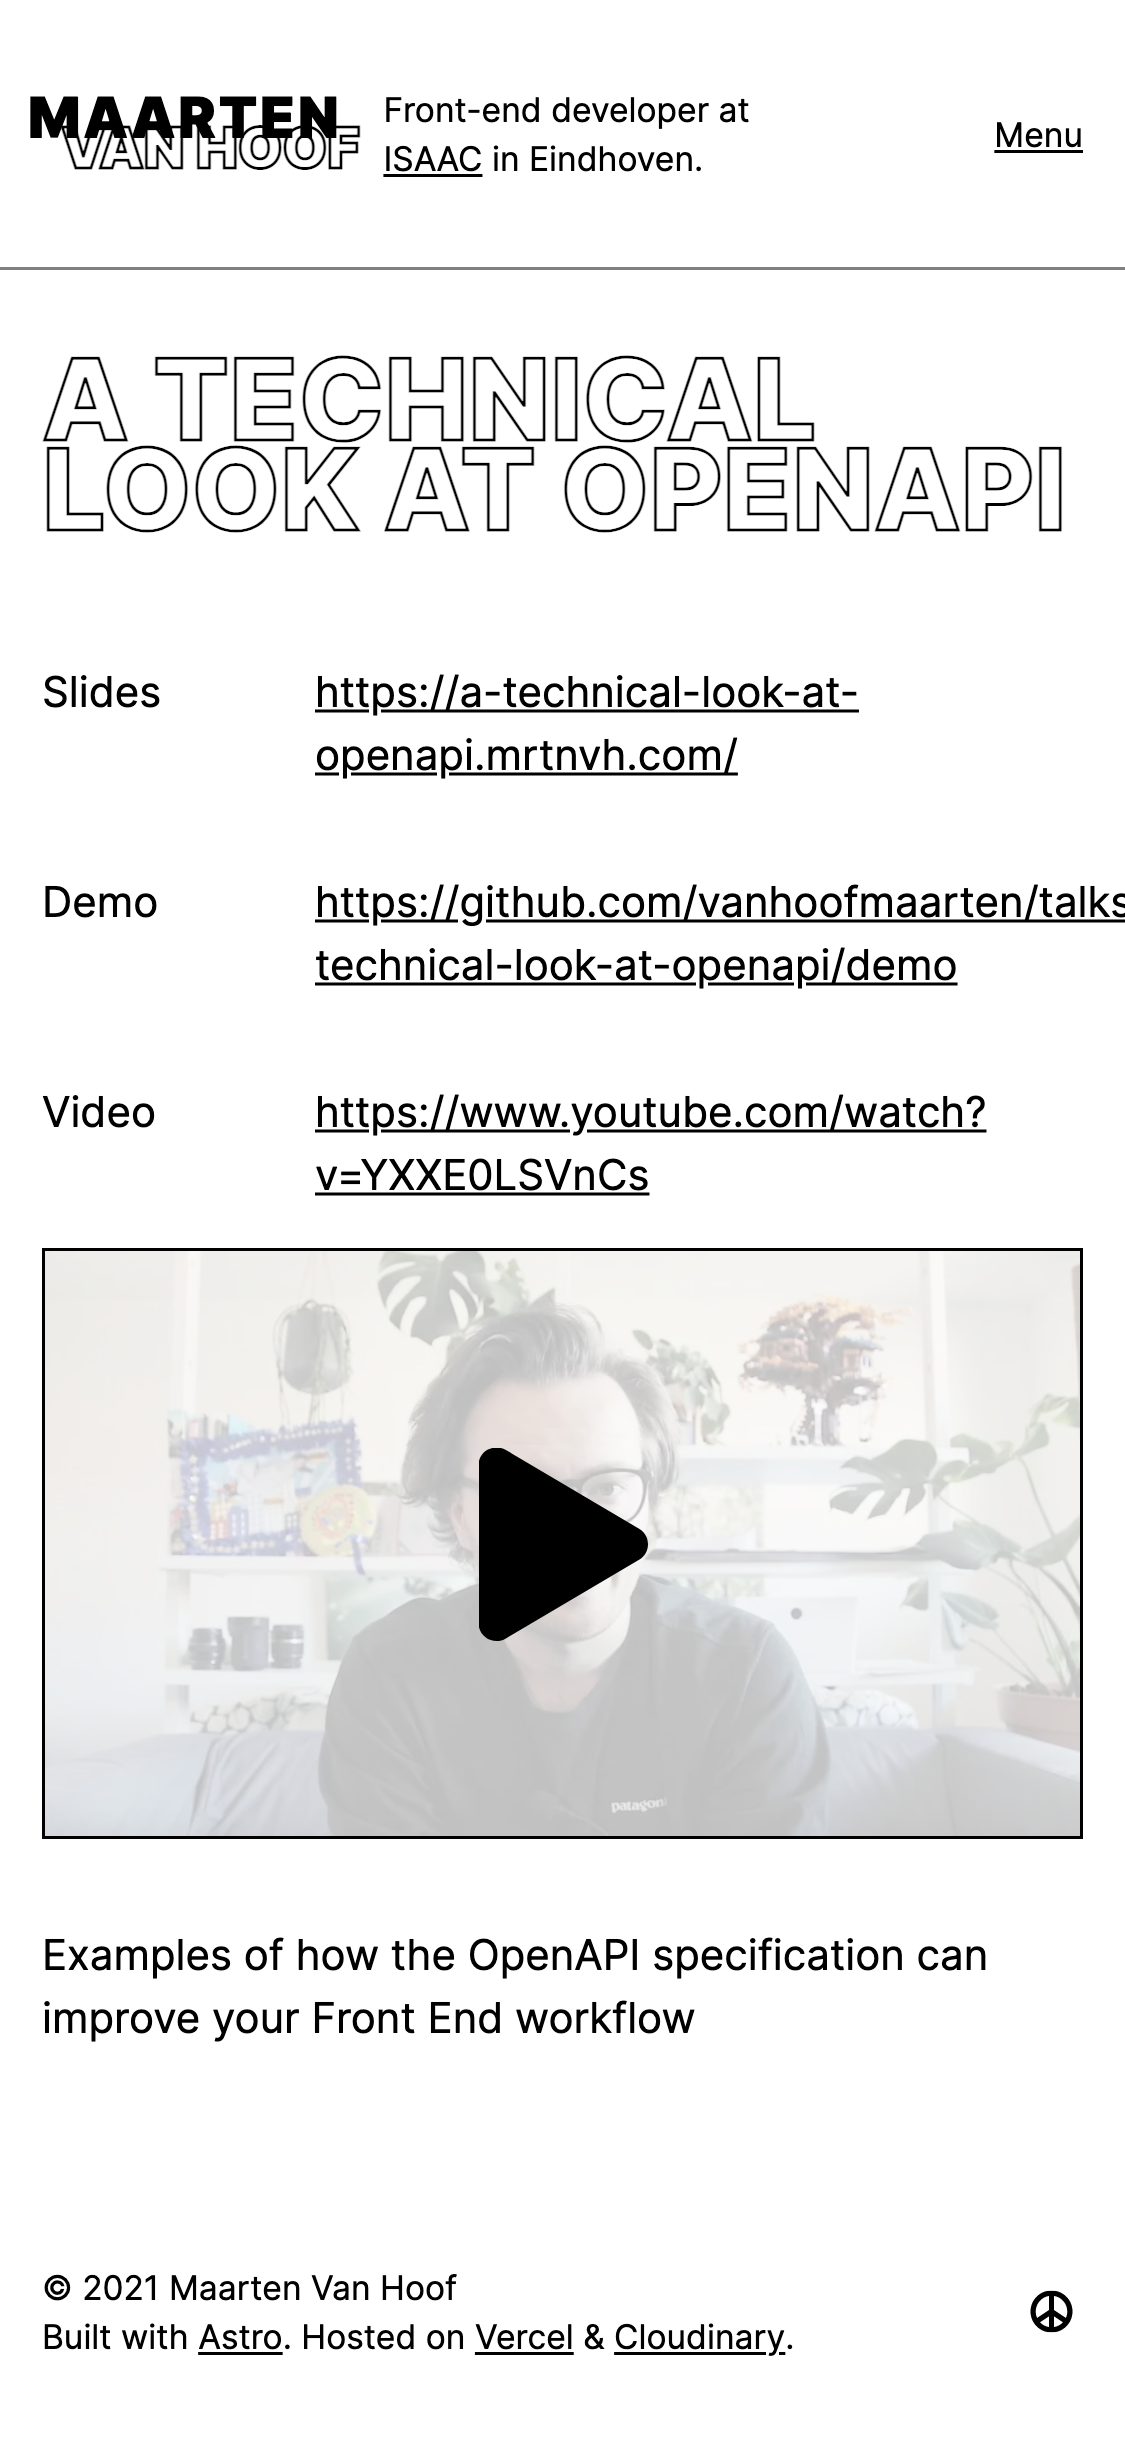 MAARTEN
VAN HOOF
Front-end developer at
ISAAC in Eindhoven.
Menu
A TECHNICAL
LOOK AT OPENAPI
Slides
https://a-technical-look-at-
openapi.mrtnvh.com/
Demo
https://github.com/vanhoofmaarten/talks
technical-look-at-openapi/demo
Video
https://www.youtube.com/watch?
v=YXXE0LSVnCs
patagoni
Examples of how the OpenAPI specification can
improve your Front End workflow
© 2021 Maarten Van Hoof
Built with Astro. Hosted on Vercel & Cloudinary.